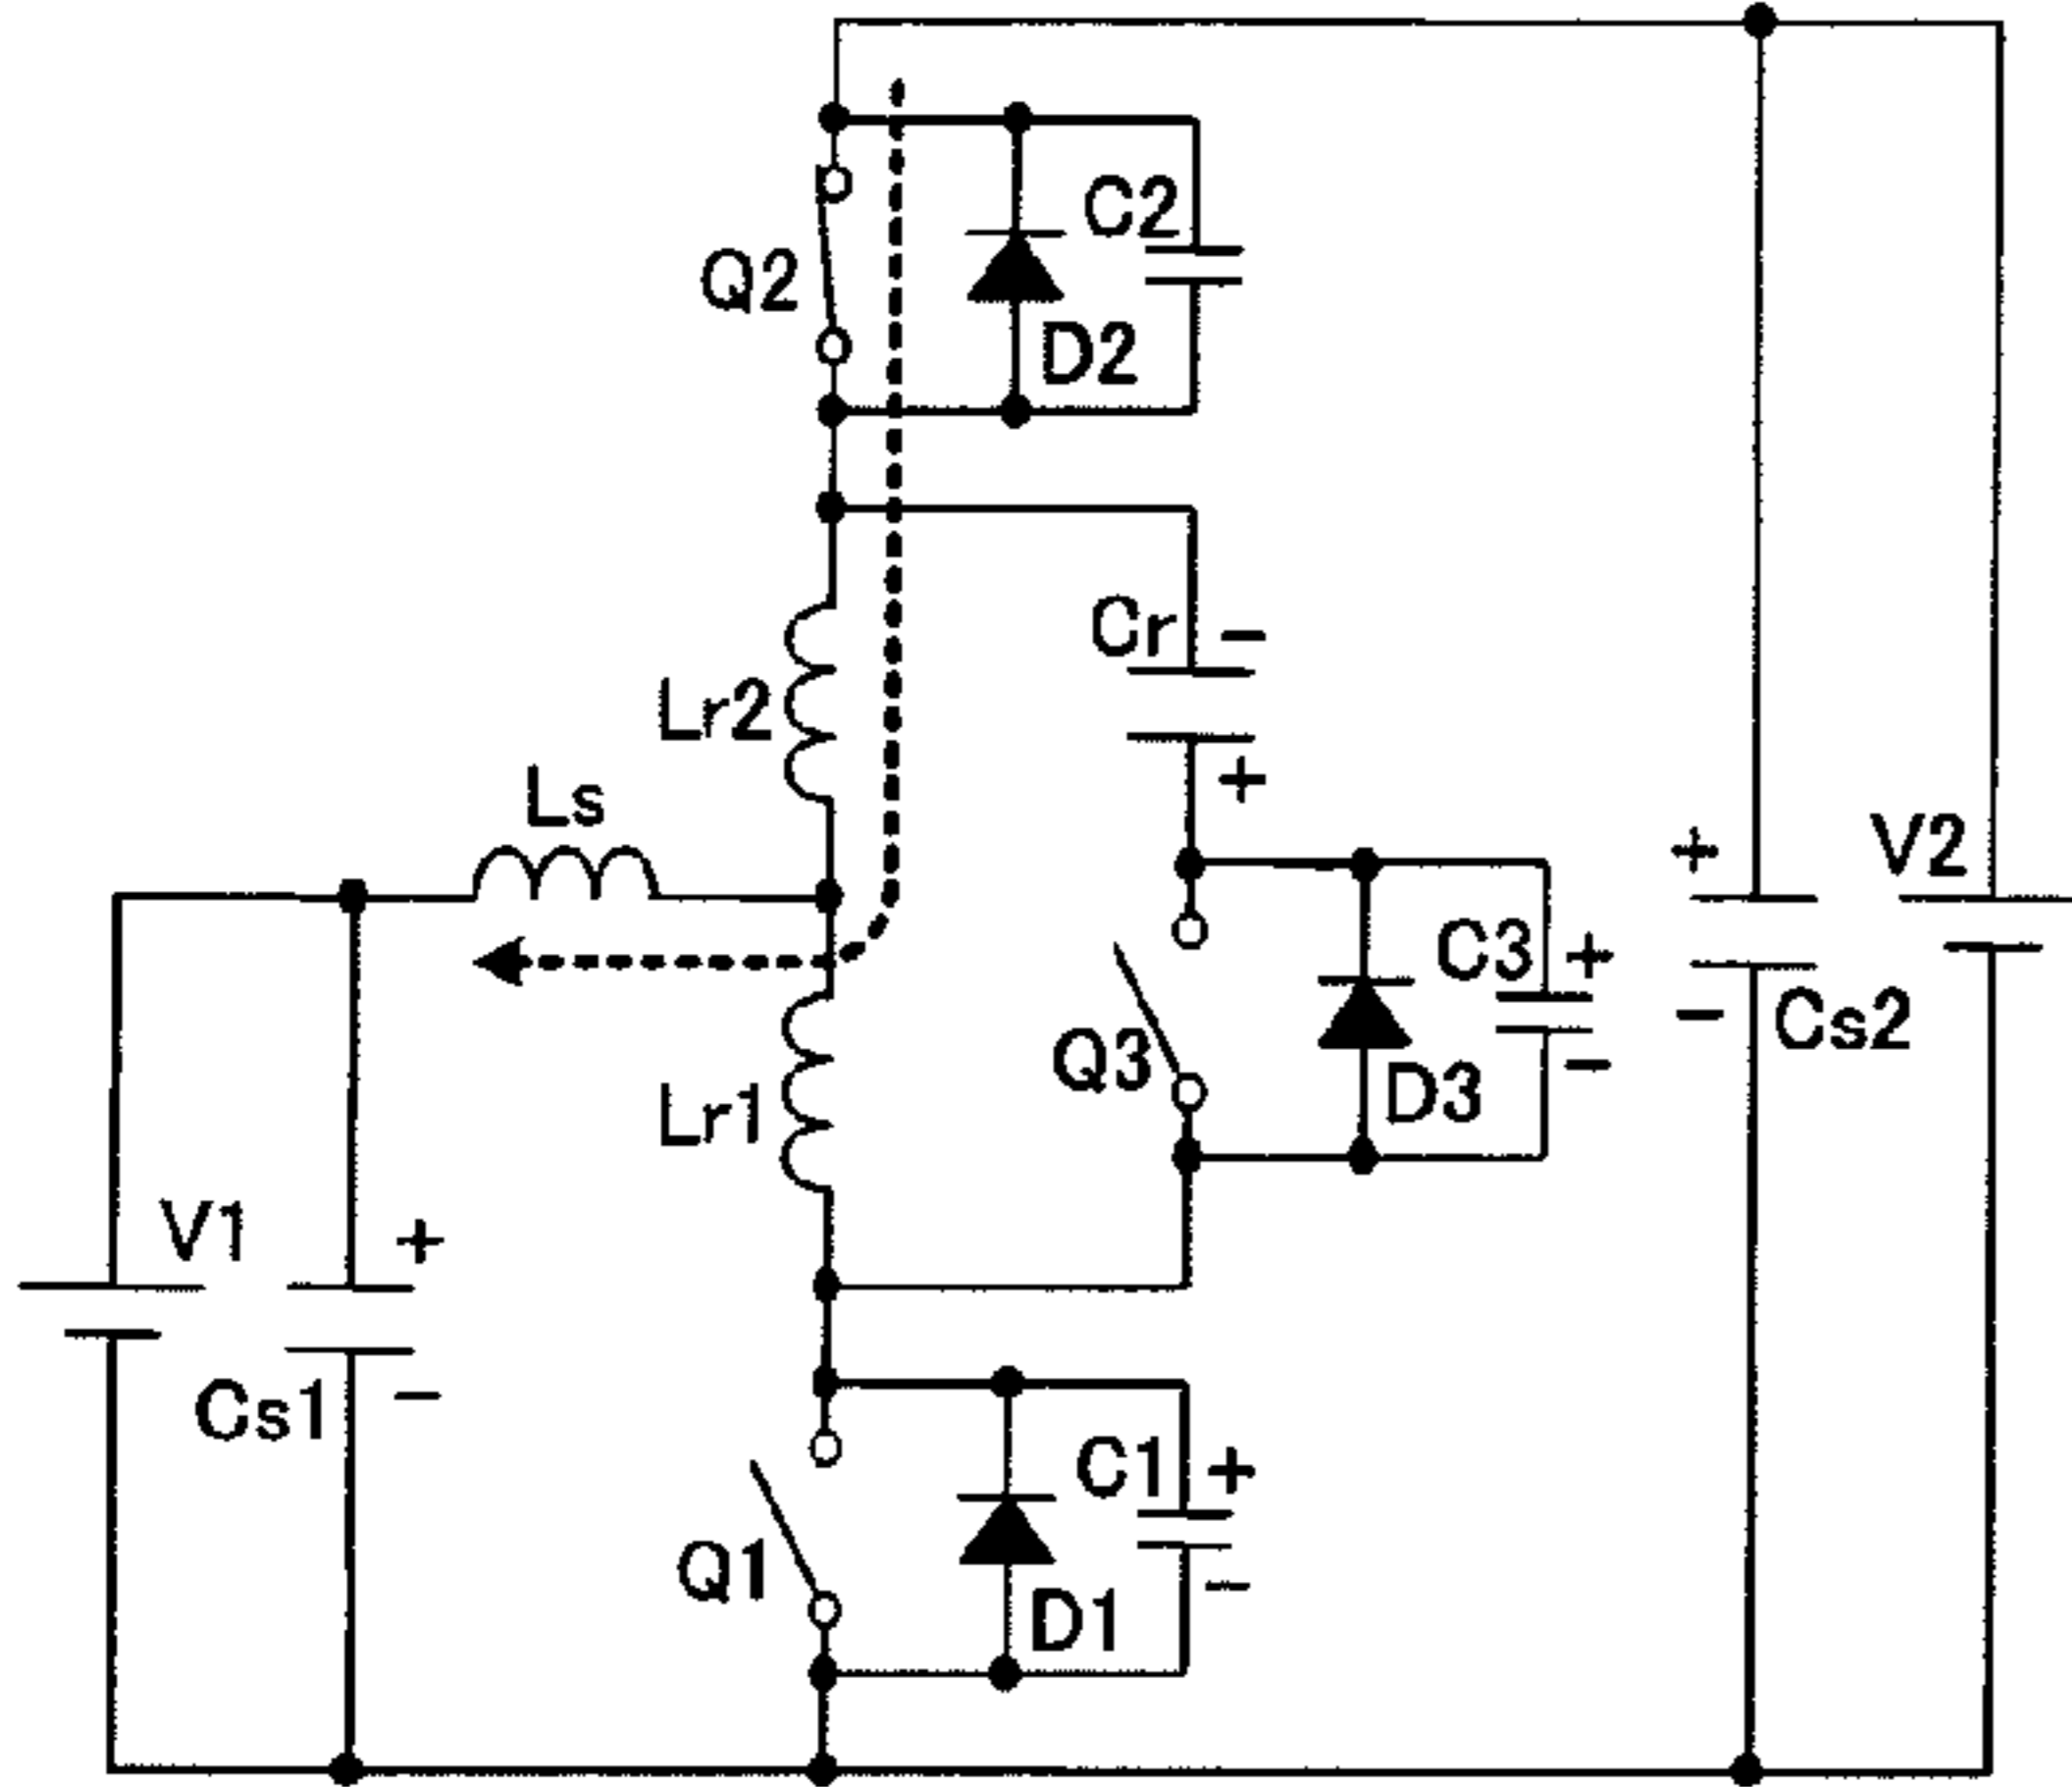 C2
Q2
D2
Cr −
Lr2
+
Ls
+ V2
C3 +
− Cs2
Q3
D3 −
Lr1
V1 +
Cs1 −
C1 +
Q1 −
D1